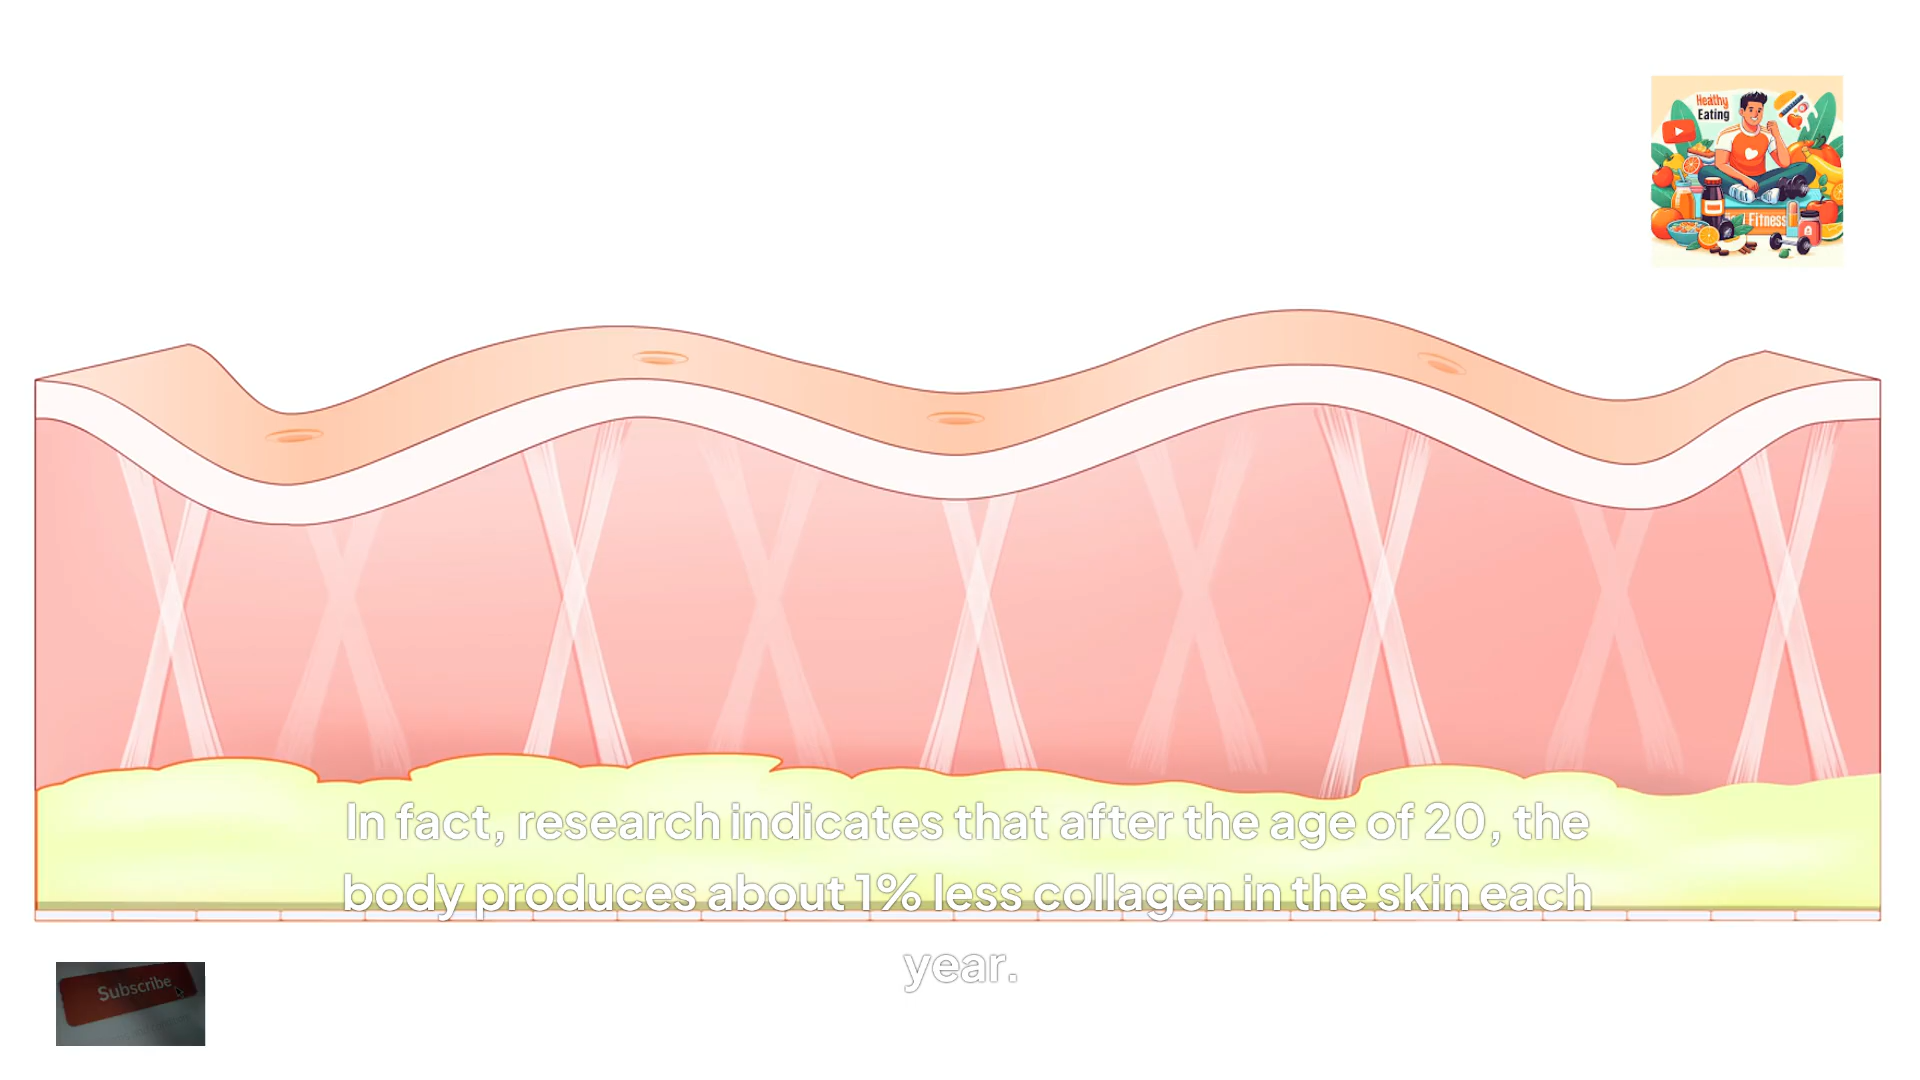 Healthy
Eating
Fitness
In fact, research indicates that after the age of 20, the
body produces about 1% less collagen in the skin each
year.
Subscribe